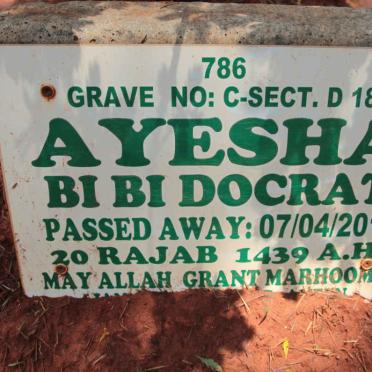 786
GRAVE NO: C-SECT. D 18
AYESHA
BI BI DOCRAT
PASSED AWAY: 07/04/201
20 RAJAB 1439 A.H
MAY ALLAH GRANT MARHOOM